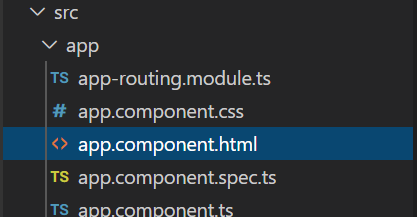 src
app
TS app-routing.module.ts
# app.component.css
<> app.component.html
TS app.component.spec.ts
TS app.component.ts